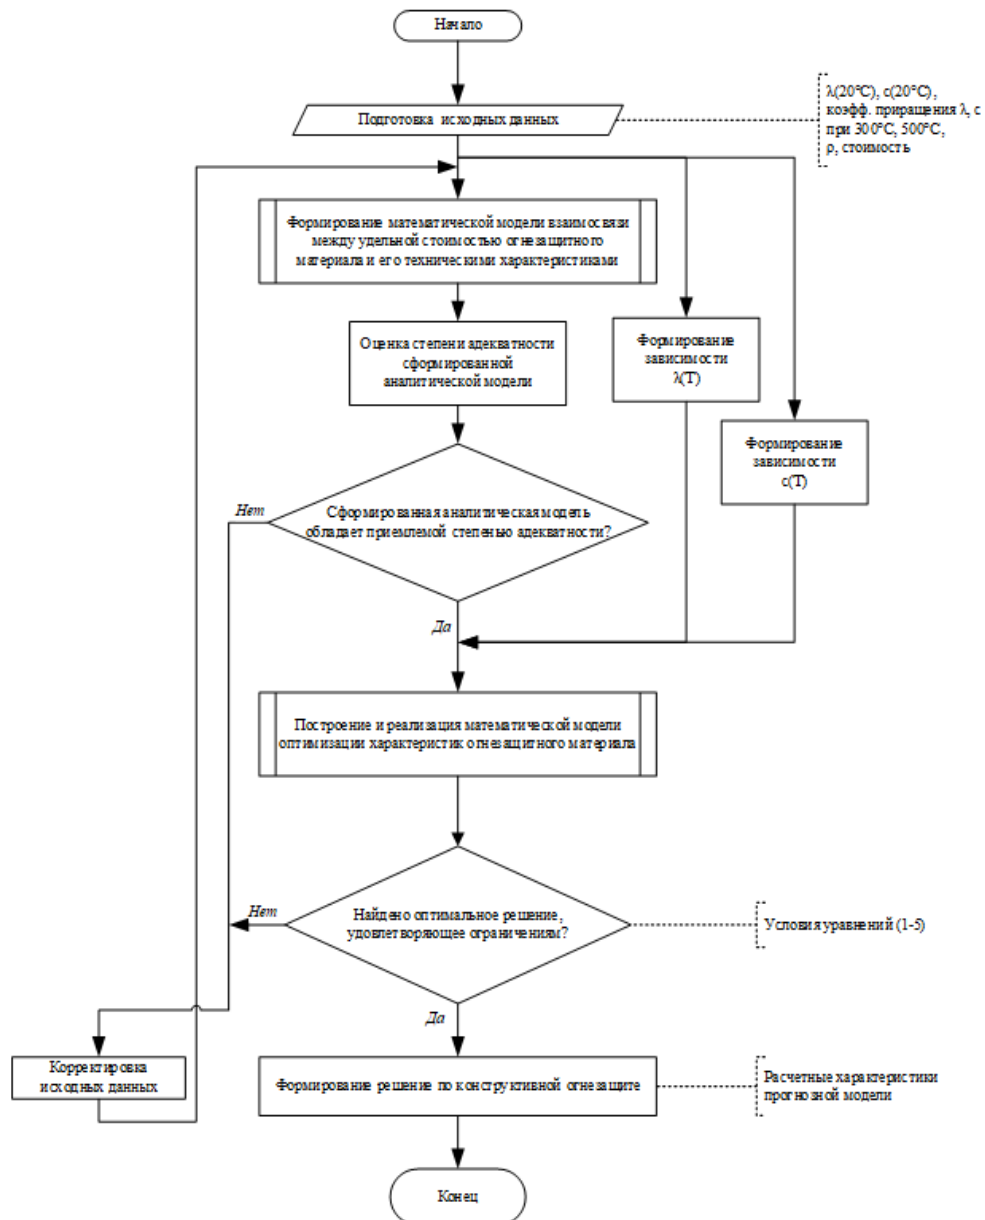 Начало
Подготовка исходных данных
λ(20°C), c(20°C),
коэфф. приращения λ, с
при 300°C, 500°C,
ρ, стоимость
Формирование математической модели взаимосвязи
между удельной стоимостью огнезащитного
материала и его техническими характеристиками
Оценка степени адекватности
сформированной
аналитической модели
Формирование
зависимости
λ(T)
Формирование
зависимости
c(T)
Нет
Сформированная аналитическая модель
обладает приемлемой степенью адекватности?
Да
Построение и реализация математической модели
оптимизации характеристик огнезащитного материала
Нет
Найдено оптимальное решение,
удовлетворяющее ограничениям?
Условия уравнений (1-5)
Да
Корректировка
исходных данных
Формирование решение по конструктивной огнезащите
Расчетные характеристики
прогнозной модели
Конец